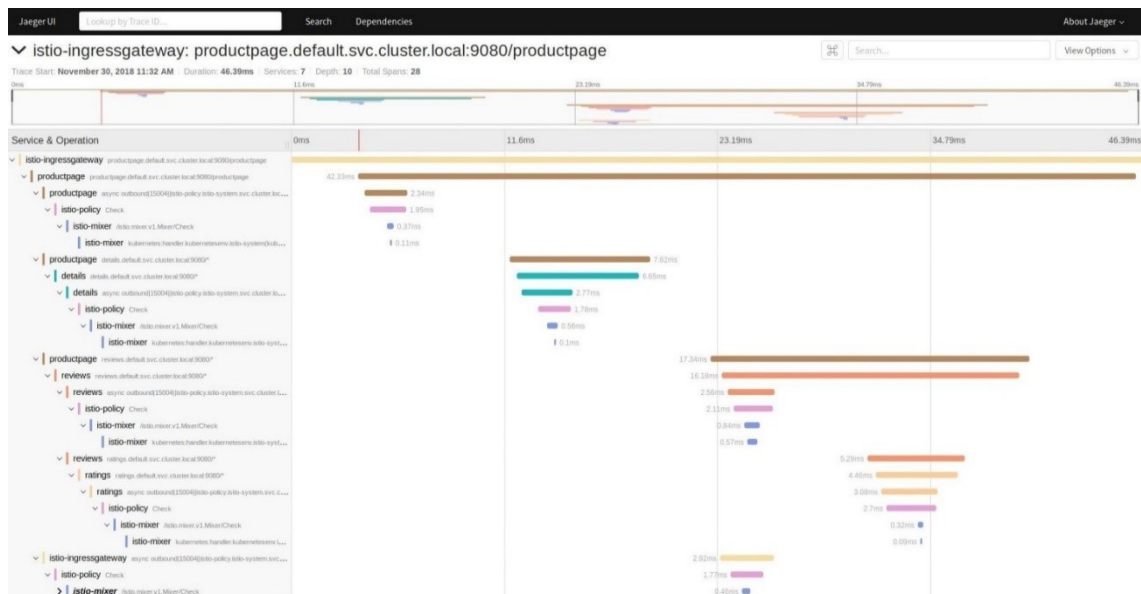 Jaeger UI Lookup by Trace ID... Search Dependencies About Jaeger
istio-ingressgateway: productpage.default.svc.cluster.local:9080/productpage Search... View Options
Trace Start: November 30, 2018 11:32 AM Duration: 46.39ms Services: 7 Depth: 10 Total Spans: 28
0ms 11.6ms 23.19ms 34.79ms 46.39ms
Service & Operation 0ms 11.6ms 23.19ms 34.79ms 46.39ms
istio-ingressgateway productpage.default.svc.cluster.local:9080/productpage
productpage productpage.default.svc.cluster.local:9080/productpage 42.33ms
productpage async outbound|15004||istio-policy.istio-system.svc.cluster.loc... 2.34ms
istio-policy Check 1.95ms
istio-mixer /istio.mixer.v1.Mixer/Check 0.37ms
istio-mixer kubernetes:handler.kubernetesenv.istio-system(kub... 0.11ms
productpage details.default.svc.cluster.local:9080/* 7.62ms
details details.default.svc.cluster.local:9080/* 6.65ms
details async outbound|15004||istio-policy.istio-system.svc.cluster.lo... 2.77ms
istio-policy Check 1.78ms
istio-mixer /istio.mixer.v1.Mixer/Check 0.56ms
istio-mixer kubernetes:handler.kubernetesenv.istio-syst... 0.1ms
productpage reviews.default.svc.cluster.local:9080/* 17.34ms
reviews reviews.default.svc.cluster.local:9080/* 16.19ms
reviews async outbound|15004||istio-policy.istio-system.svc.cluster.l... 2.56ms
istio-policy Check 2.11ms
istio-mixer /istio.mixer.v1.Mixer/Check 0.84ms
istio-mixer kubernetes:handler.kubernetesenv.istio-syst... 0.57ms
reviews ratings.default.svc.cluster.local:9080/* 5.29ms
ratings ratings.default.svc.cluster.local:9080/* 4.49ms
ratings async outbound|15004||istio-policy.istio-system.svc.c... 3.08ms
istio-policy Check 2.7ms
istio-mixer /istio.mixer.v1.Mixer/Check 0.32ms
istio-mixer kubernetes:handler.kubernetesenv.i... 0.09ms
istio-ingressgateway async outbound|15004||istio-policy.istio-system.svc... 2.92ms
istio-policy Check 1.77ms
istio-mixer /istio.mixer.v1.Mixer/Check 0.46ms